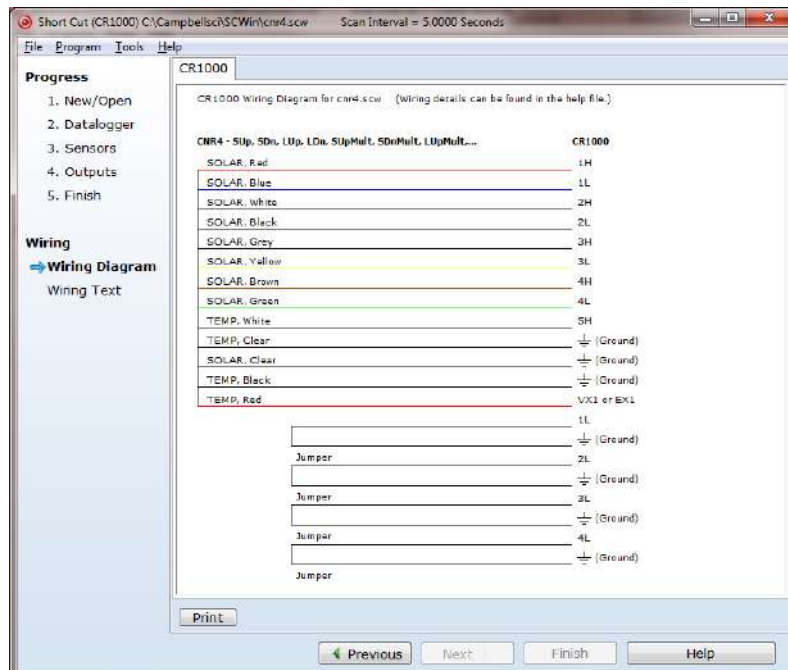 Short Cut (CR1000) C:\Campbellsci\SCWin\cnr4.scw Scan Interval = 5.0000 Seconds
File Program Tools Help
Progress
1. New/Open
2. Datalogger
3. Sensors
4. Outputs
5. Finish
Wiring
Wiring Diagram
Wiring Text
CR1000
CR1000 Wiring Diagram for cnr4.scw (Wiring details can be found in the help file.)
CNR4 - SUp, SDn, LUp, LDn, SUpMult, SDnMult, LUpMult,... CR1000
SOLAR, Red 1H
SOLAR, Blue 1L
SOLAR, White 2H
SOLAR, Black 2L
SOLAR, Grey 3H
SOLAR, Yellow 3L
SOLAR, Brown 4H
SOLAR, Green 4L
TEMP, White 5H
TEMP, Clear (Ground)
SOLAR, Clear (Ground)
TEMP, Black (Ground)
TEMP, Red VX1 or EX1
1L
(Ground)
Jumper 2L
(Ground)
Jumper 3L
(Ground)
Jumper 4L
(Ground)
Jumper
Print
Previous Next Finish Help